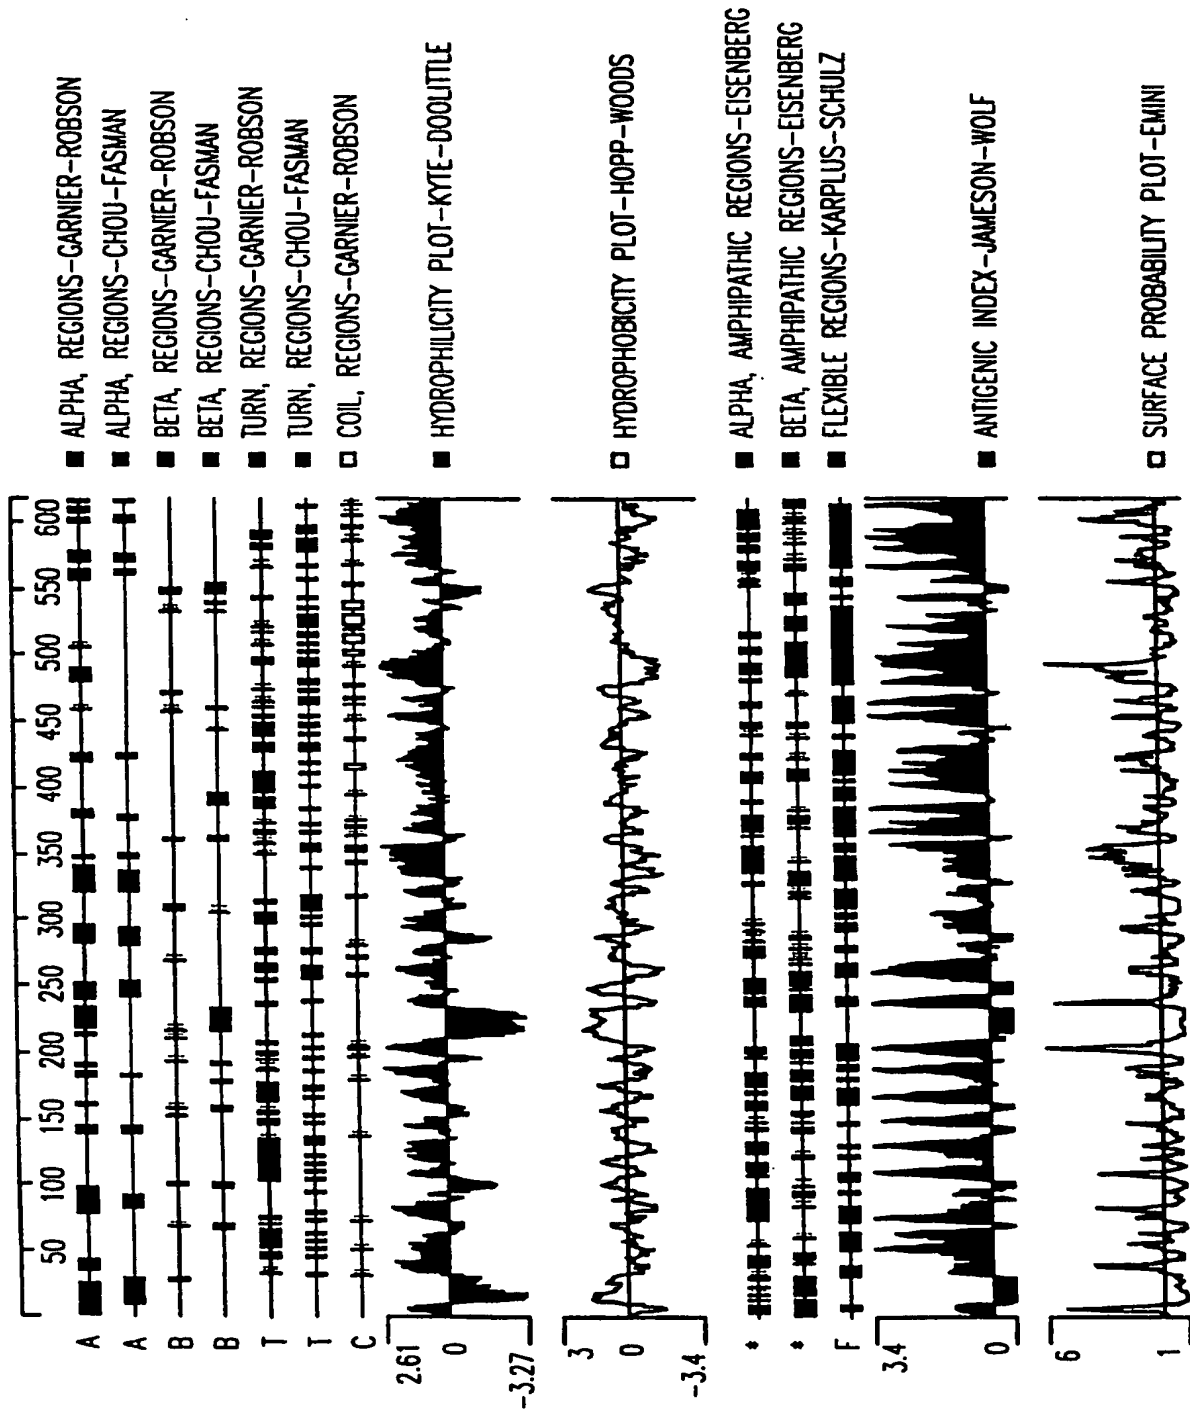 50 100 150 200 250 300 350 400 450 500 550 600
A ■ ALPHA, REGIONS-GARNIER-ROBSON
A ■ ALPHA, REGIONS-CHOU-FASMAN
B ■ BETA, REGIONS-GARNIER-ROBSON
B ■ BETA, REGIONS-CHOU-FASMAN
T ■ TURN, REGIONS-GARNIER-ROBSON
T ■ TURN, REGIONS-CHOU-FASMAN
C □ COIL, REGIONS-GARNIER-ROBSON
2.61
0 ■ HYDROPHILICITY PLOT-KYTE-DOOLITTLE
-3.27
3
0 □ HYDROPHOBICITY PLOT-HOPP-WOODS
-3.4
* ■ ALPHA, AMPHIPATHIC REGIONS-EISENBERG
* ■ BETA, AMPHIPATHIC REGIONS-EISENBERG
F ■ FLEXIBLE REGIONS-KARPLUS-SCHULZ
3.4
0 ■ ANTIGENIC INDEX-JAMESON-WOLF
6
1 □ SURFACE PROBABILITY PLOT-EMINI